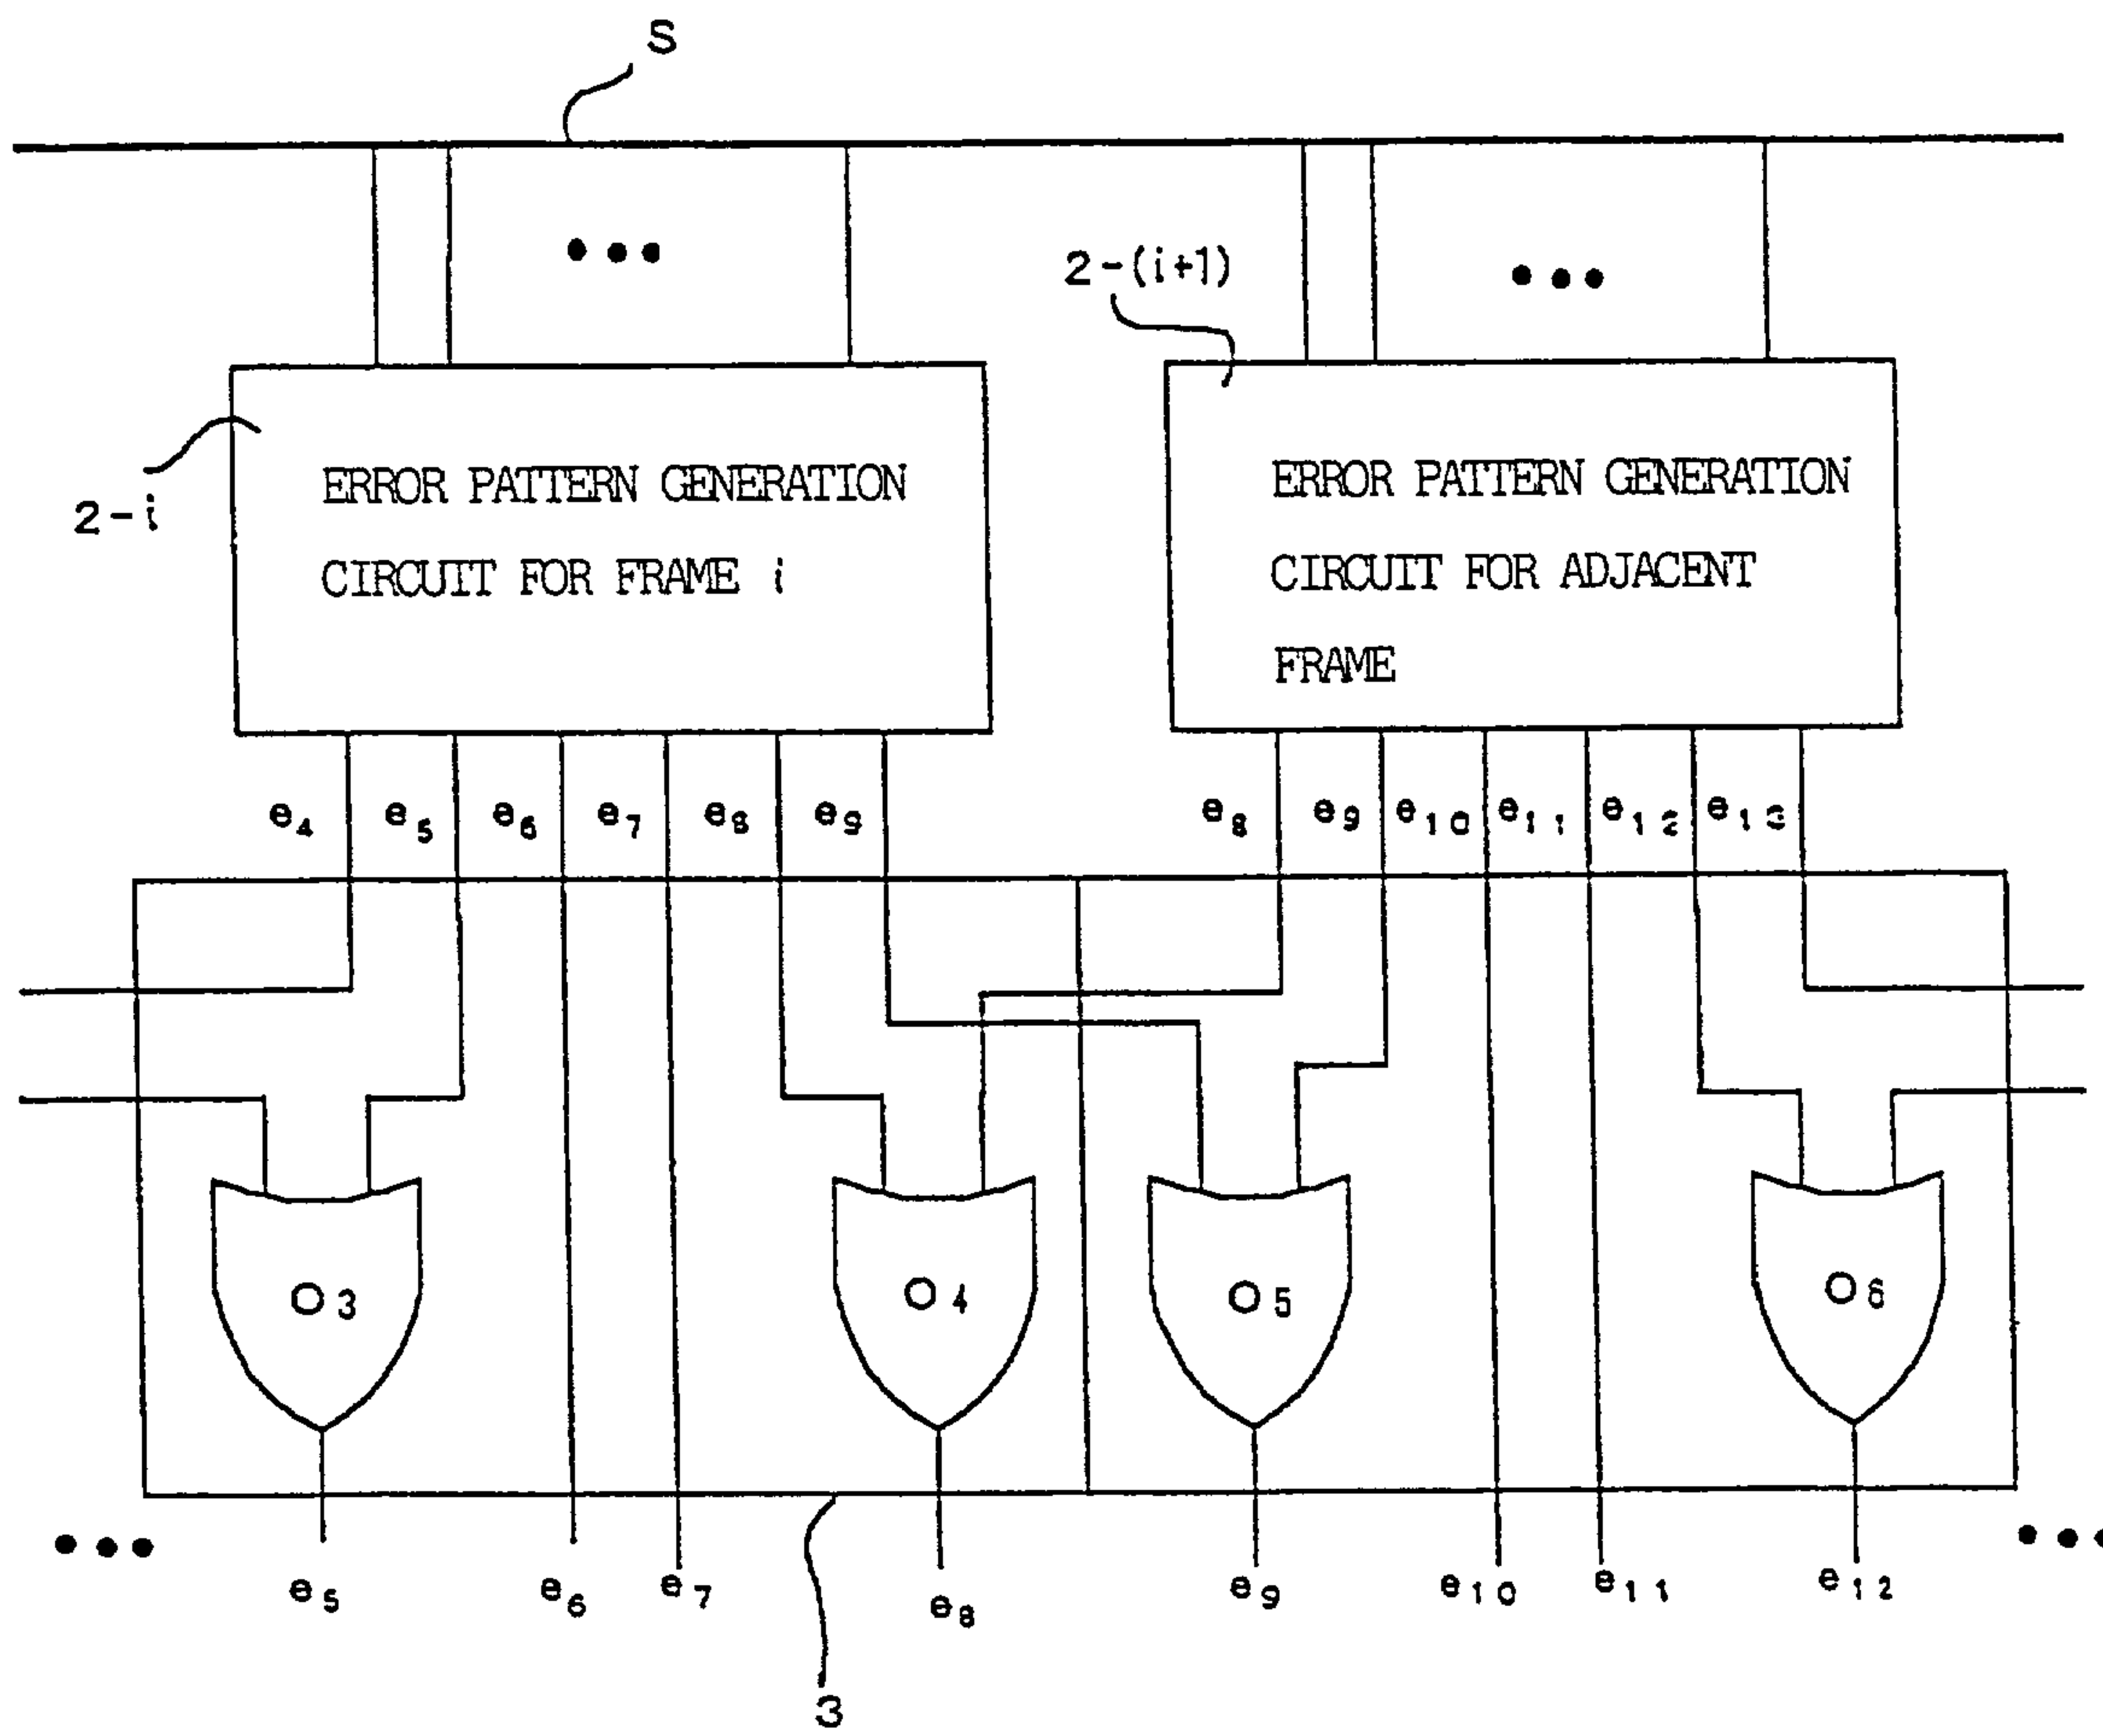 S
2-(i+1)
2-i
ERROR PATTERN GENERATION
CIRCUIT FOR FRAME i
ERROR PATTERN GENERATION
CIRCUIT FOR ADJACENT
FRAME
e4 e5 e6 e7 e8 e9
e8 e9 e10 e11 e12 e13
O3
O4
O5
O6
e5 e6 e7 e8 e9 e10 e11 e12
3